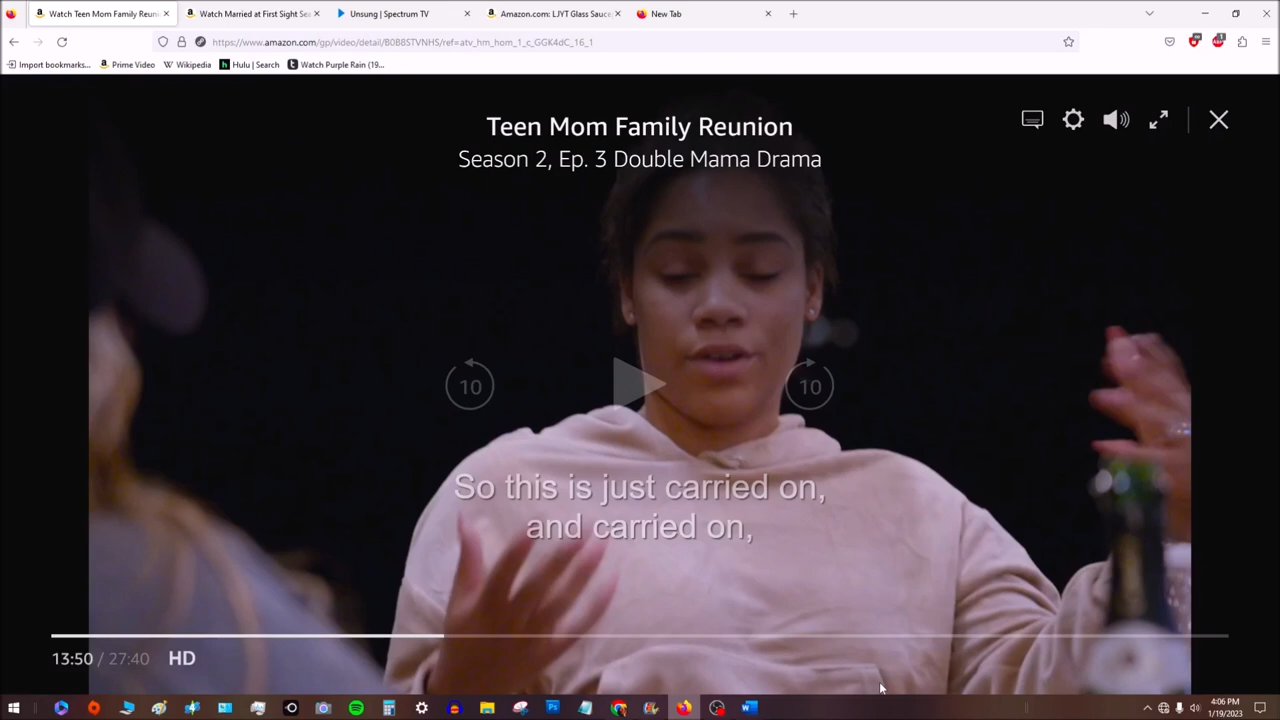 Watch Teen Mom Family Reuni
Watch Married at First Sight Sea
Unsung | Spectrum TV
Amazon.com: LJYT Glass Sauce
New Tab
https://www.amazon.com/gp/video/detail/B0B8STVNHS/ref=atv_hm_hom_1_c_GGK4dC_16_1
Import bookmarks...
Prime Video
Wikipedia
Hulu | Search
Watch Purple Rain (19...
Teen Mom Family Reunion
Season 2, Ep. 3 Double Mama Drama
10
10
So this is just carried on,
and carried on,
13:50 / 27:40 HD
4:06 PM
1/19/2023